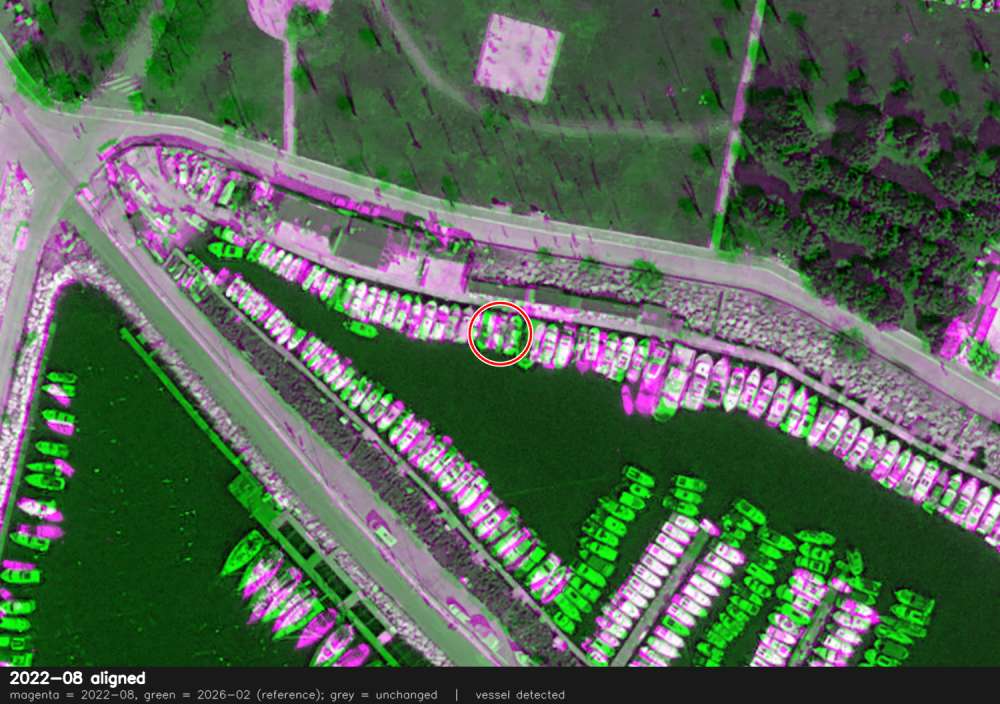 2022-08 aligned
magenta = 2022-08, green = 2026-02 (reference); grey = unchanged | vessel detected